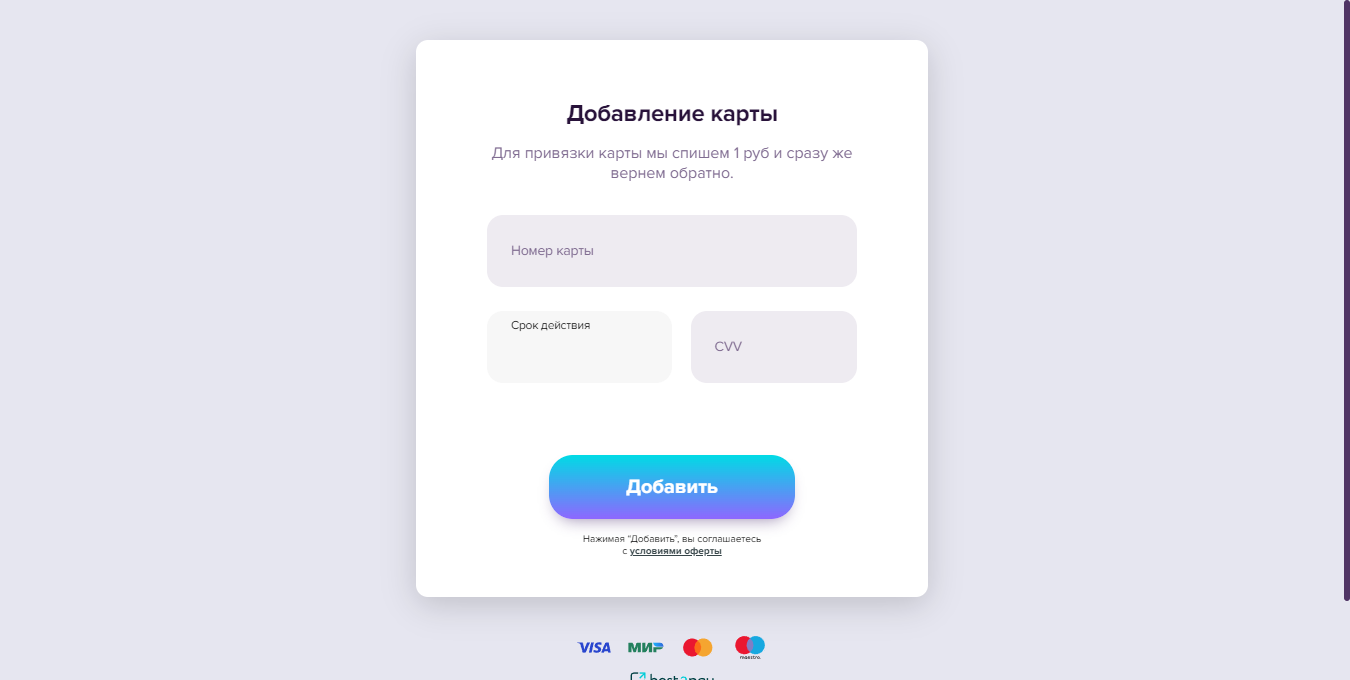 Добавление карты
Для привязки карты мы спишем 1 руб и сразу же
вернем обратно.
Номер карты
Срок действия
CVV
Добавить
Нажимая “Добавить”, вы соглашаетесь
с условиями оферты
VISA МИР maestro.
best2pay